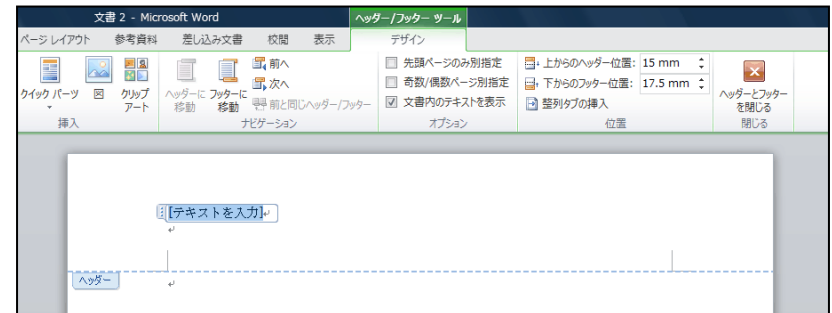 文書 2 - Microsoft Word
ヘッダー/フッター ツール
ページ レイアウト 参考資料 差し込み文書 校閲 表示 デザイン
クイック パーツ
図
クリップ
アート
挿入
ヘッダーに
移動
フッターに
移動
前へ
次へ
前と同じヘッダー/フッター
ナビゲーション
先頭ページのみ別指定
奇数/偶数ページ別指定
文書内のテキストを表示
オプション
上からのヘッダー位置: 15 mm
下からのフッター位置: 17.5 mm
整列タブの挿入
位置
ヘッダーとフッター
を閉じる
閉じる
[テキストを入力]
ヘッダー